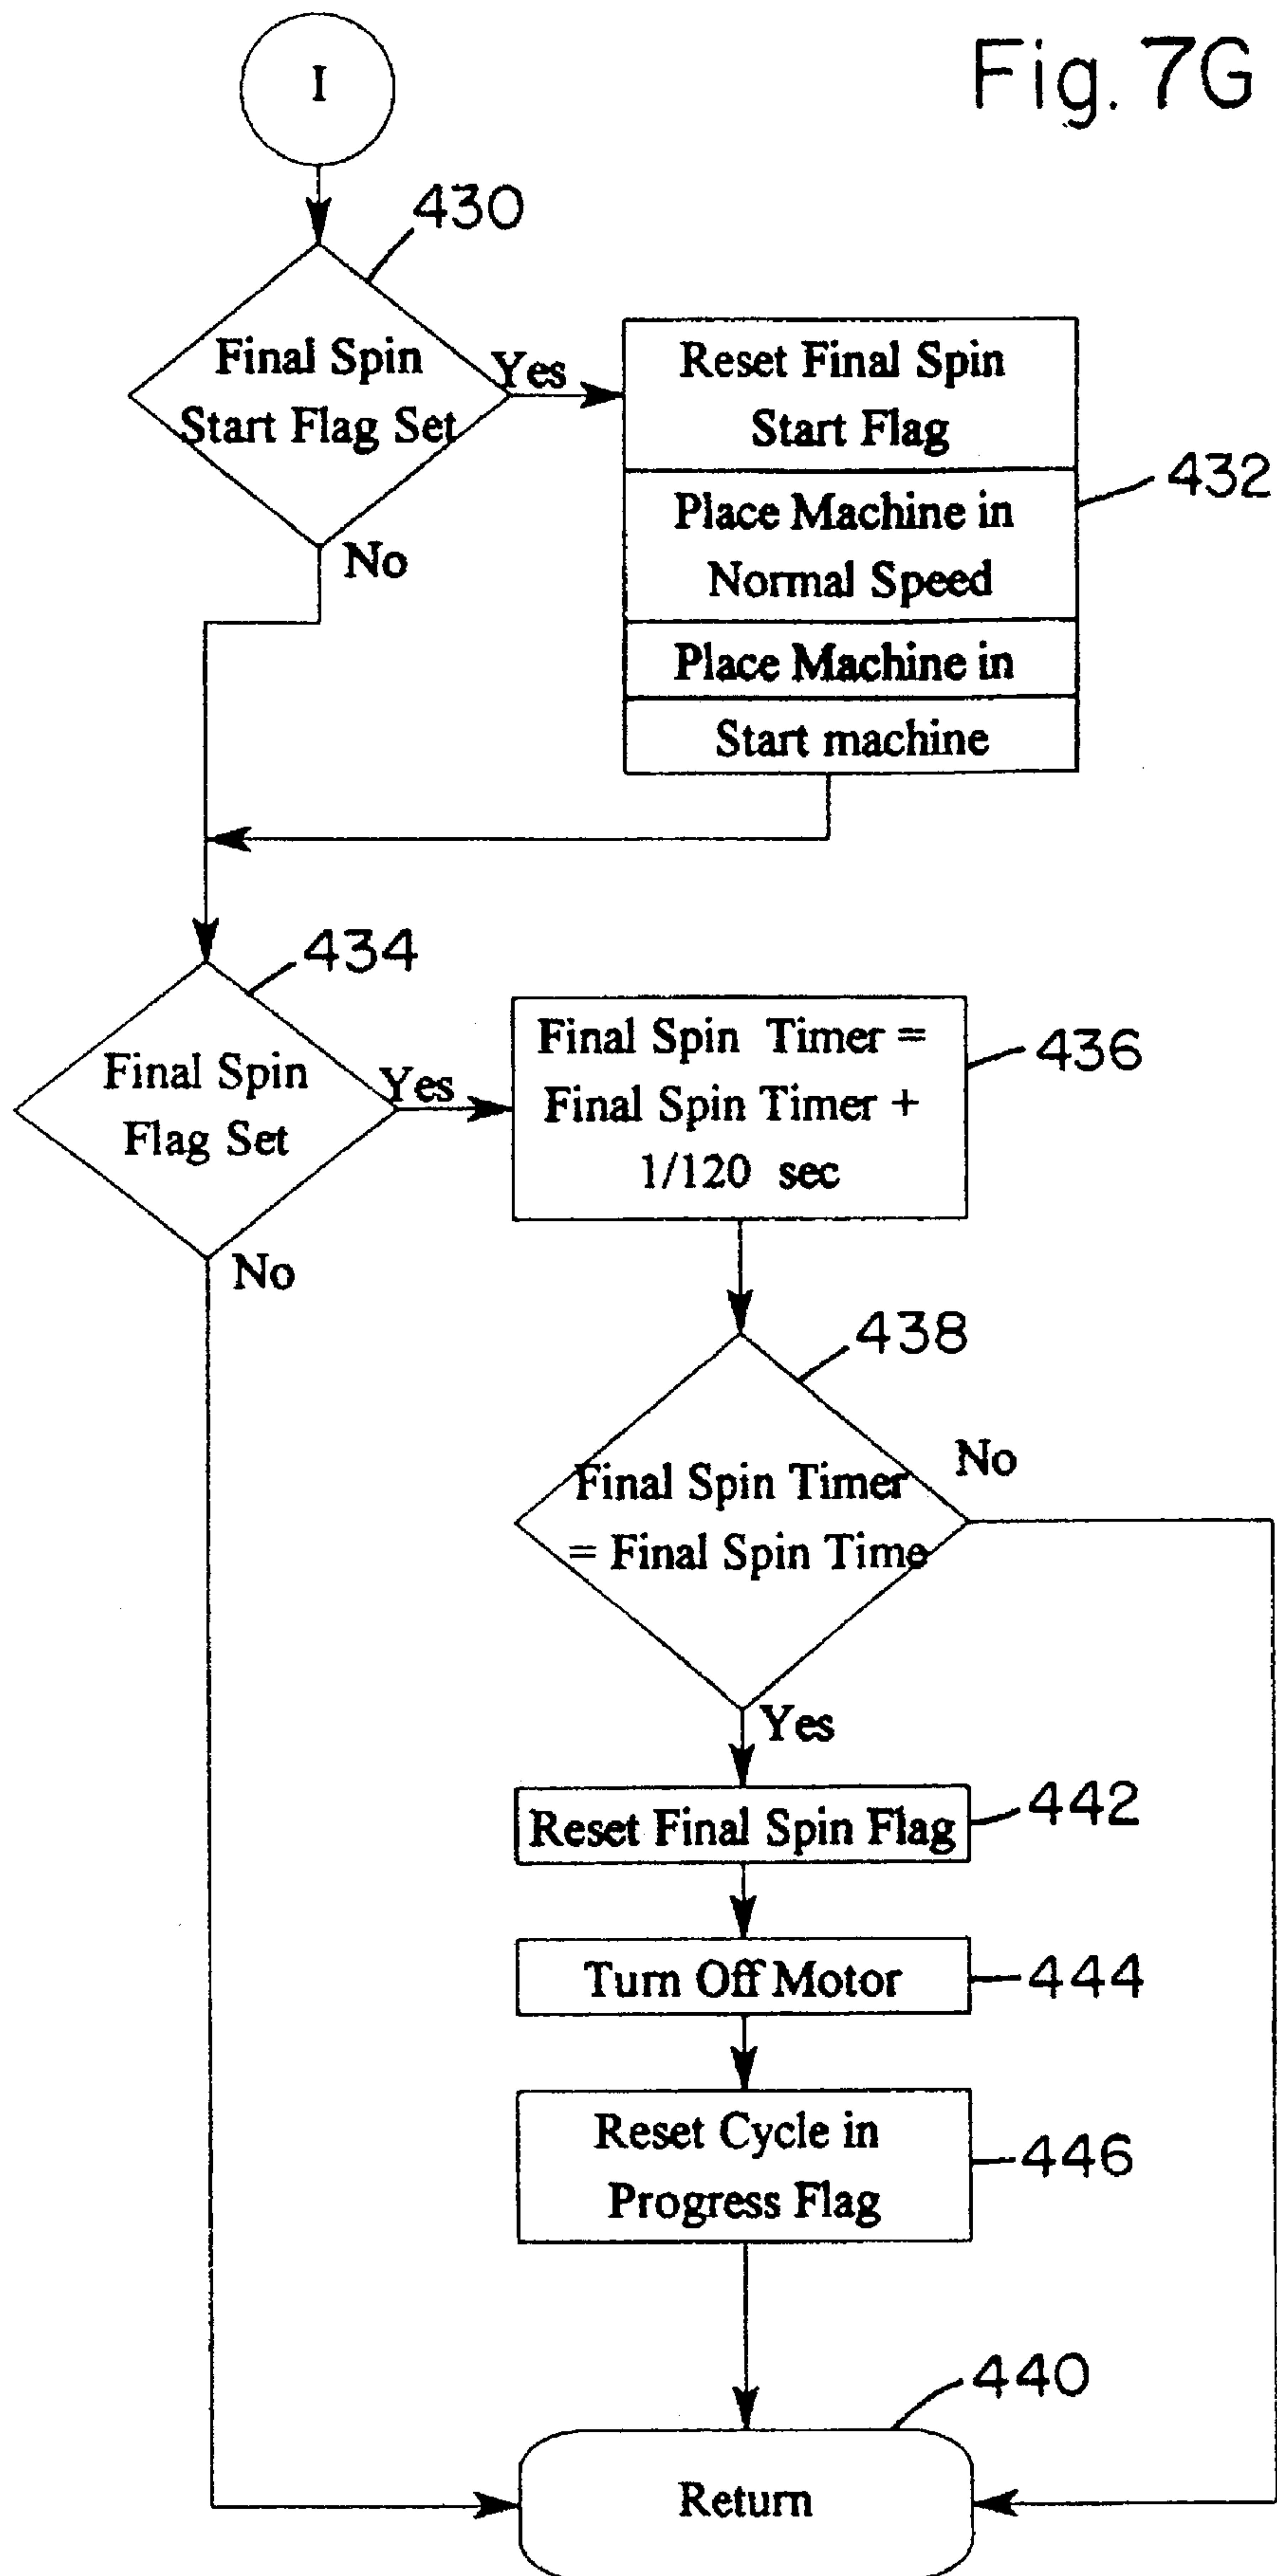 Fig. 7G
I
430
Final Spin
Start Flag Set
Yes
No
Reset Final Spin
Start Flag
Place Machine in
Normal Speed
Place Machine in
Start machine
432
434
Final Spin
Flag Set
Yes
No
Final Spin Timer =
Final Spin Timer +
1/120 sec
436
438
Final Spin Timer
= Final Spin Time
No
Yes
Reset Final Spin Flag
442
Turn Off Motor
444
Reset Cycle in
Progress Flag
446
440
Return